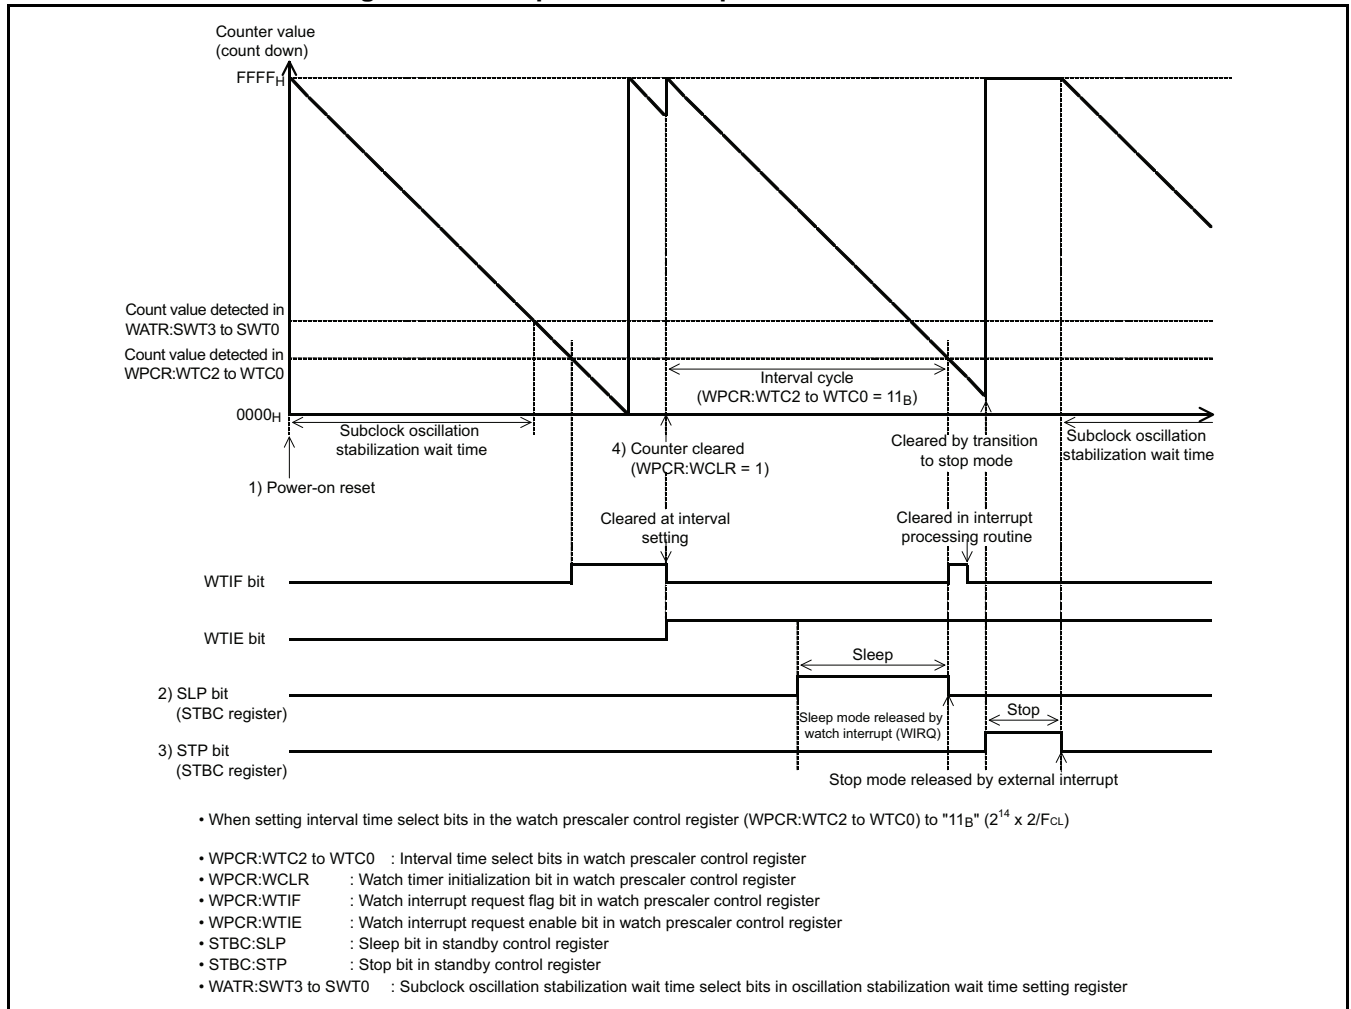 Counter value
(count down)
FFFFH
Count value detected in
WATR:SWT3 to SWT0
Count value detected in
WPCR:WTC2 to WTC0
Interval cycle
(WPCR:WTC2 to WTC0 = 11B)
0000H
Subclock oscillation
stabilization wait time
4) Counter cleared
(WPCR:WCLR = 1)
Cleared by transition
to stop mode
Subclock oscillation
stabilization wait time
1) Power-on reset
Cleared at interval
setting
Cleared in interrupt
processing routine
WTIF bit
WTIE bit
Sleep
2) SLP bit
(STBC register)
Sleep mode released by
watch interrupt (WIRQ)
Stop
3) STP bit
(STBC register)
Stop mode released by external interrupt
• When setting interval time select bits in the watch prescaler control register (WPCR:WTC2 to WTC0) to "11B" (2^14 x 2/FCL)
• WPCR:WTC2 to WTC0 : Interval time select bits in watch prescaler control register
• WPCR:WCLR : Watch timer initialization bit in watch prescaler control register
• WPCR:WTIF : Watch interrupt request flag bit in watch prescaler control register
• WPCR:WTIE : Watch interrupt request enable bit in watch prescaler control register
• STBC:SLP : Sleep bit in standby control register
• STBC:STP : Stop bit in standby control register
• WATR:SWT3 to SWT0 : Subclock oscillation stabilization wait time select bits in oscillation stabilization wait time setting register